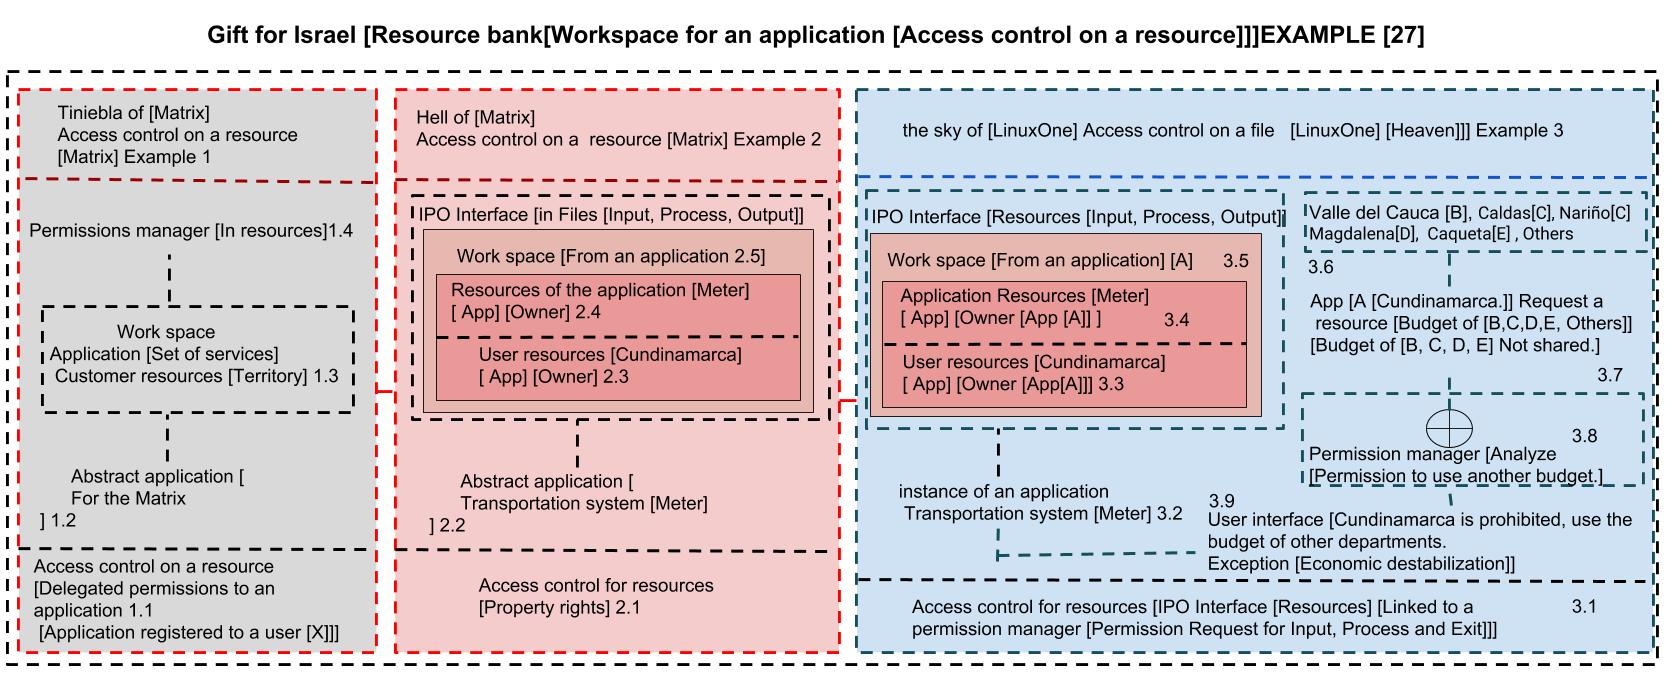 Gift for Israel [Resource bank[Workspace for an application [Access control on a resource]]]EXAMPLE [27]
Tiniebla of [Matrix]
Access control on a resource
[Matrix] Example 1
Permissions manager [In resources]1.4
Work space
Application [Set of services]
Customer resources [Territory] 1.3
Abstract application [
For the Matrix
] 1.2
Access control on a resource
[Delegated permissions to an
application 1.1
[Application registered to a user [X]]]
Hell of [Matrix]
Access control on a resource [Matrix] Example 2
IPO Interface [in Files [Input, Process, Output]]
Work space [From an application 2.5]
Resources of the application [Meter]
[ App] [Owner] 2.4
User resources [Cundinamarca]
[ App] [Owner] 2.3
Abstract application [
Transportation system [Meter]
] 2.2
Access control for resources
[Property rights] 2.1
the sky of [LinuxOne] Access control on a file [LinuxOne] [Heaven]]] Example 3
IPO Interface [Resources [Input, Process, Output]]
Work space [From an application] [A] 3.5
Application Resources [Meter]
[ App] [Owner [App [A]] ] 3.4
User resources [Cundinamarca]
[ App] [Owner [App[A]]] 3.3
instance of an application
Transportation system [Meter] 3.2
Valle del Cauca [B], Caldas[C], Nariño[C]
Magdalena[D], Caqueta[E] , Others
3.6
App [A [Cundinamarca.]] Request a
resource [Budget of [B,C,D,E, Others]]
[Budget of [B, C, D, E] Not shared.]
3.7
3.8
Permission manager [Analyze
[Permission to use another budget.]
3.9
User interface [Cundinamarca is prohibited, use the
budget of other departments.
Exception [Economic destabilization]]
Access control for resources [IPO Interface [Resources] [Linked to a 3.1
permission manager [Permission Request for Input, Process and Exit]]]